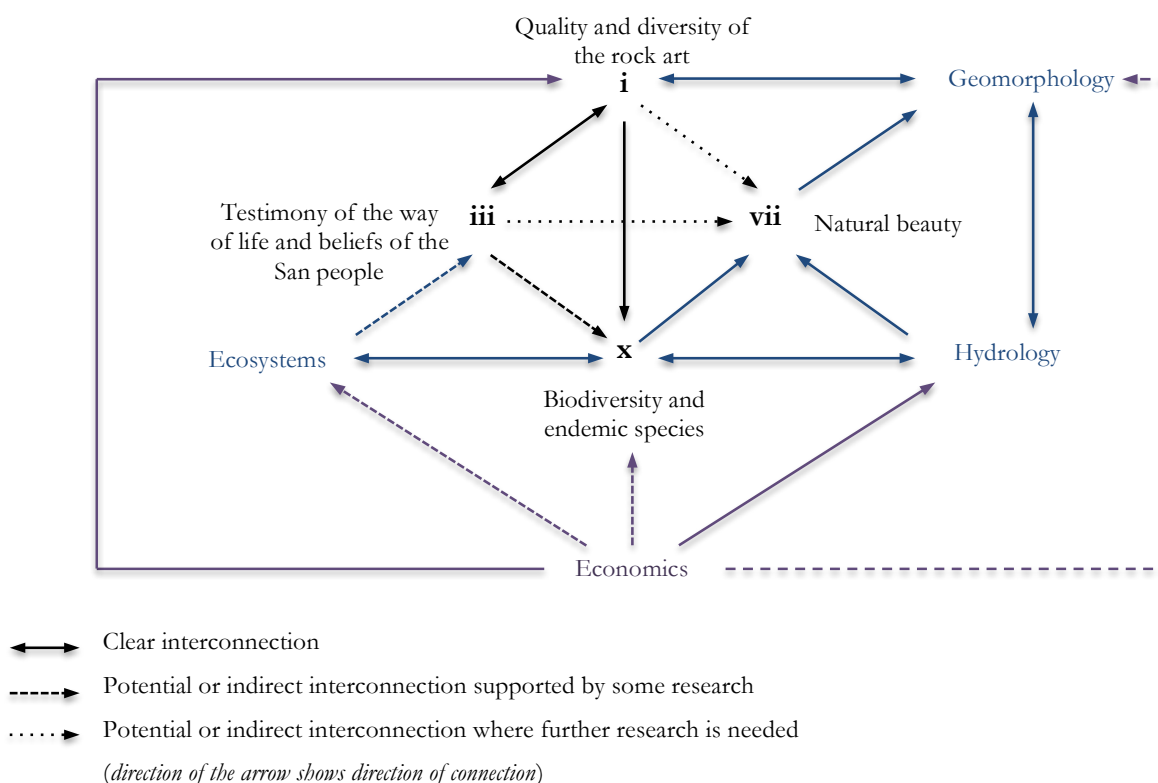 Quality and diversity of
the rock art
i
Geomorphology
Testimony of the way
of life and beliefs of the
San people
iii
vii
Natural beauty
Ecosystems
x
Hydrology
Biodiversity and
endemic species
Economics
Clear interconnection
Potential or indirect interconnection supported by some research
Potential or indirect interconnection where further research is needed
(direction of the arrow shows direction of connection)